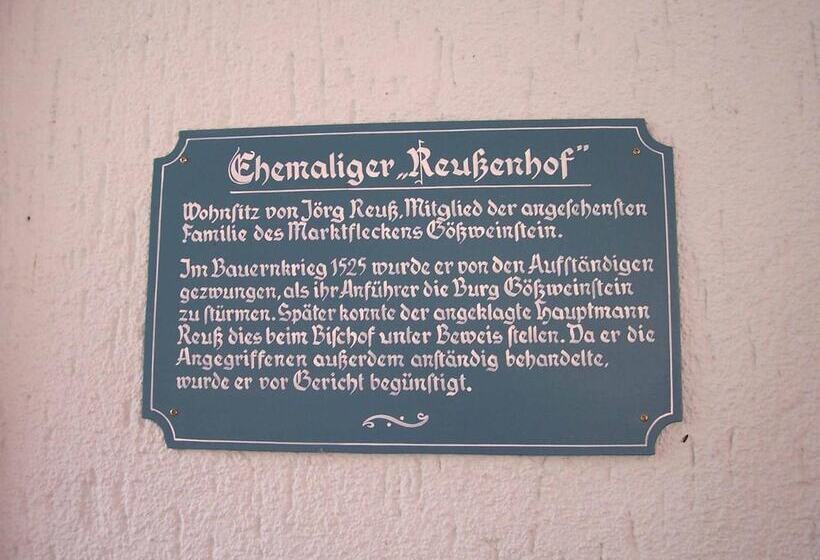 Ehemaliger „Reußenhof”
Wohnsitz von Jörg Reuß, Mitglied der angesehensten
Familie des Marktfleckens Gößweinstein.
Im Bauernkrieg 1525 wurde er von den Aufständigen
gezwungen, als ihr Anführer die Burg Gößweinstein
zu stürmen. Später konnte der angeklagte Hauptmann
Reuß dies beim Bischof unter Beweis stellen. Da er die
Angegriffenen außerdem anständig behandelte,
wurde er vor Gericht begünstigt.